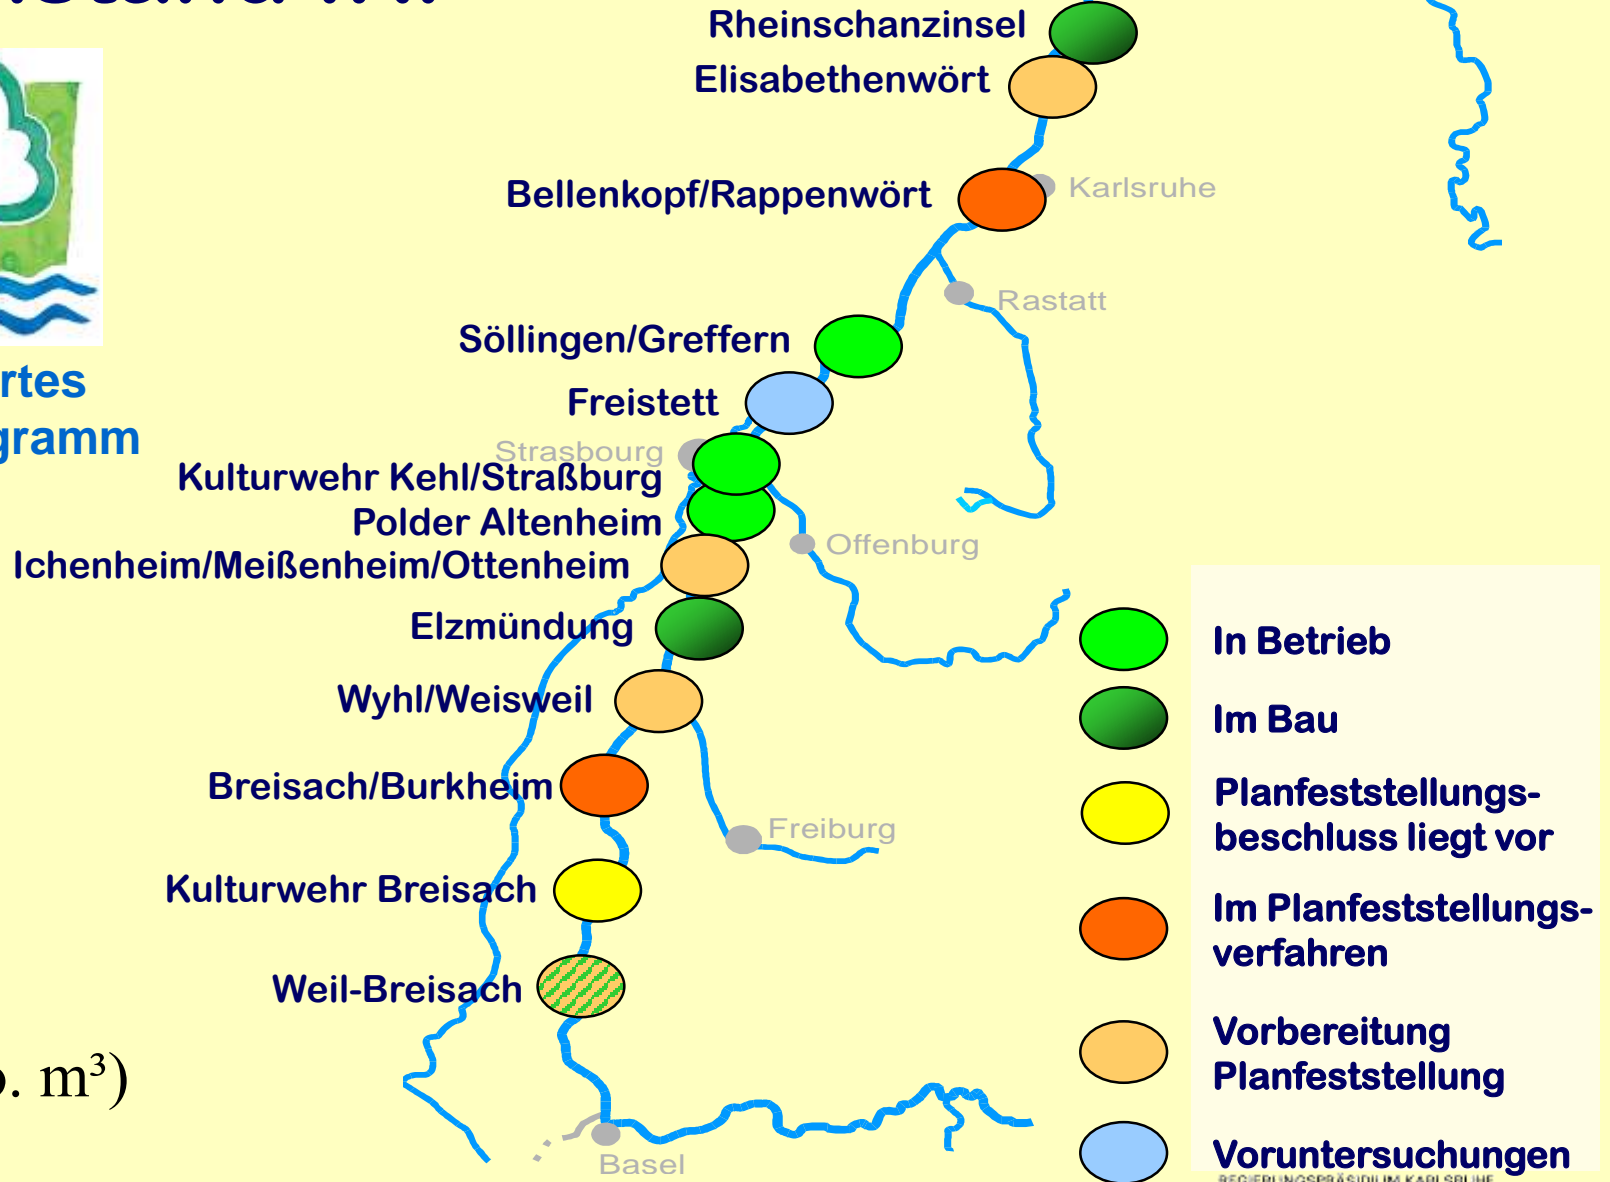 Rheinschanzinsel
Elisabethenwört
Bellenkopf/Rappenwört
Karlsruhe
Rastatt
Söllingen/Greffern
Freistett
rtes
gramm
Strasbourg
Kulturwehr Kehl/Straßburg
Polder Altenheim
Offenburg
Ichenheim/Meißenheim/Ottenheim
Elzmündung
Wyhl/Weisweil
Breisach/Burkheim
Freiburg
Kulturwehr Breisach
Weil-Breisach
. m³)
Basel
In Betrieb
Im Bau
Planfeststellungs-
beschluss liegt vor
Im Planfeststellungs-
verfahren
Vorbereitung
Planfeststellung
Voruntersuchungen
REGIERUNGSPRÄSIDIUM KARLSRUHE